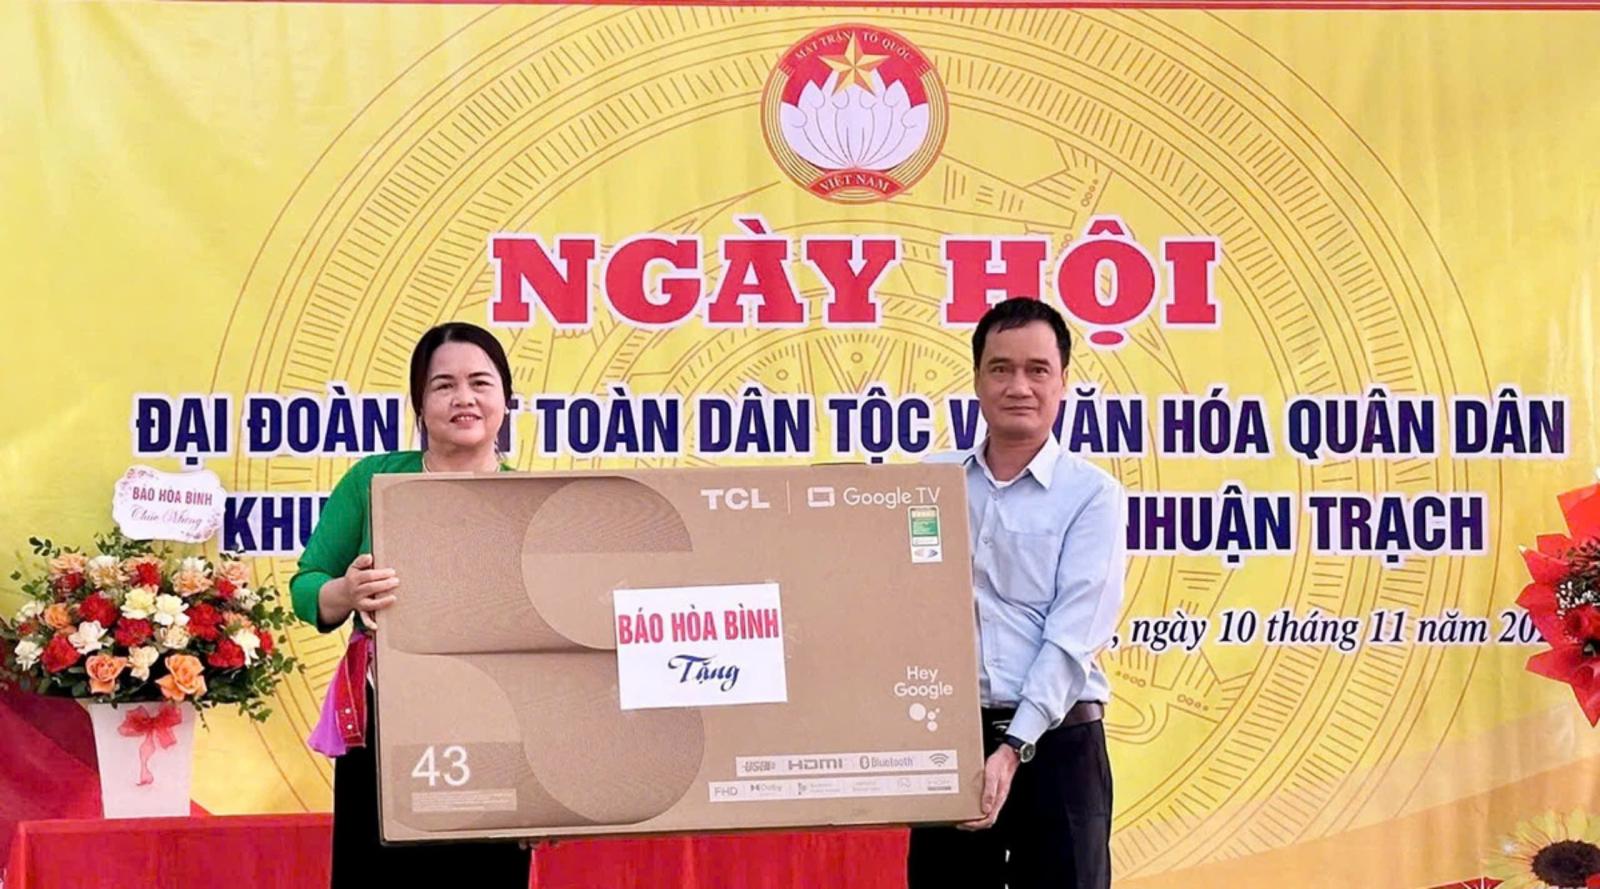 MẶT TRẬN TỔ QUỐC
VIỆT NAM
NGÀY HỘI
ĐẠI ĐOÀN TOÀN DÂN TỘC VĂN HÓA QUÂN DÂN
KHU NHUẬN TRẠCH
, ngày 10 tháng 11 năm
BÁO HÒA BÌNH
Chúc Mừng
TCL
Google TV
BÁO HÒA BÌNH
Tặng
Hey
Google
43
HDMI Bluetooth
FHD Dolby